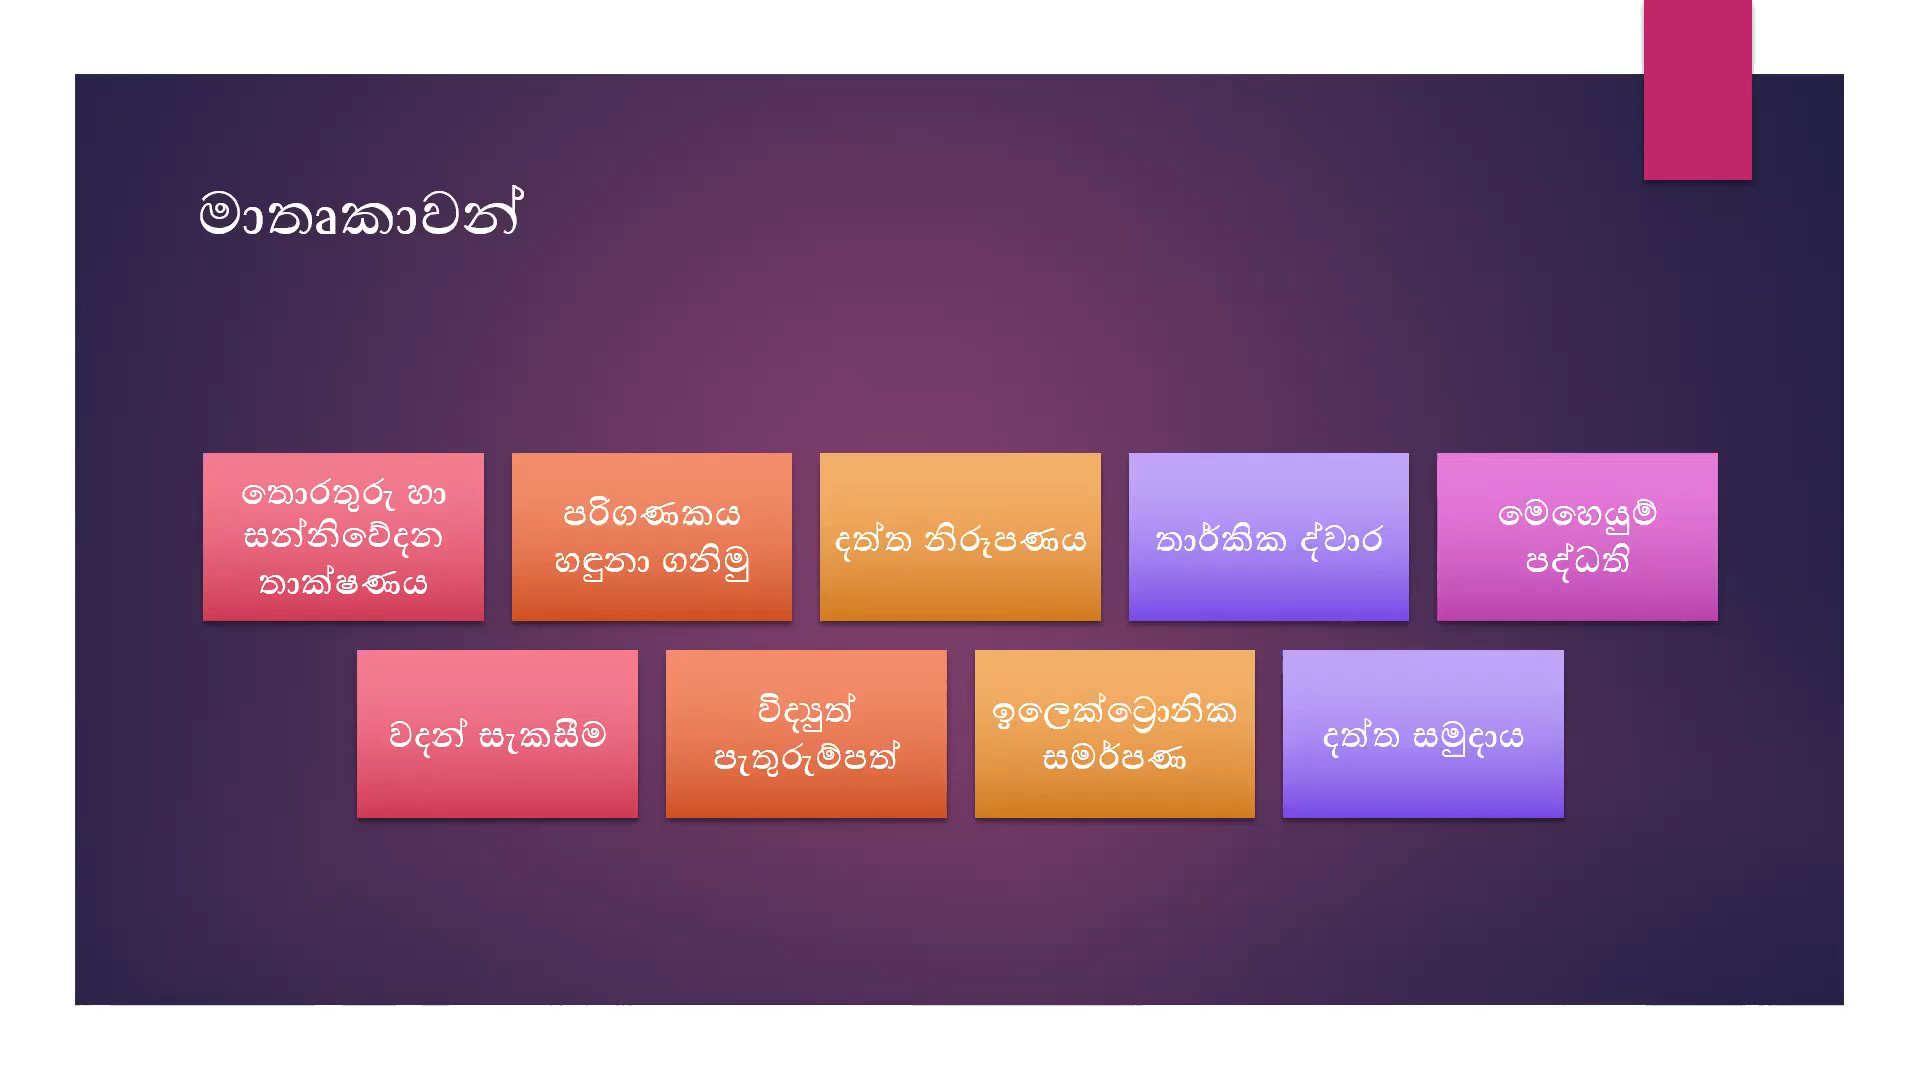 මාතෘකාවන්
තොරතුරු හා
සන්නිවේදන
තාක්ෂණය
පරිගණකය
හඳුනා ගනිමු
දත්ත නිරූපණය
තාර්කික ද්වාර
මෙහෙයුම්
පද්ධති
වදන් සැකසීම
විද්‍යුත්
පැතුරුම්පත්
ඉලෙක්ට්‍රොනික
සමර්පණ
දත්ත සමුදාය